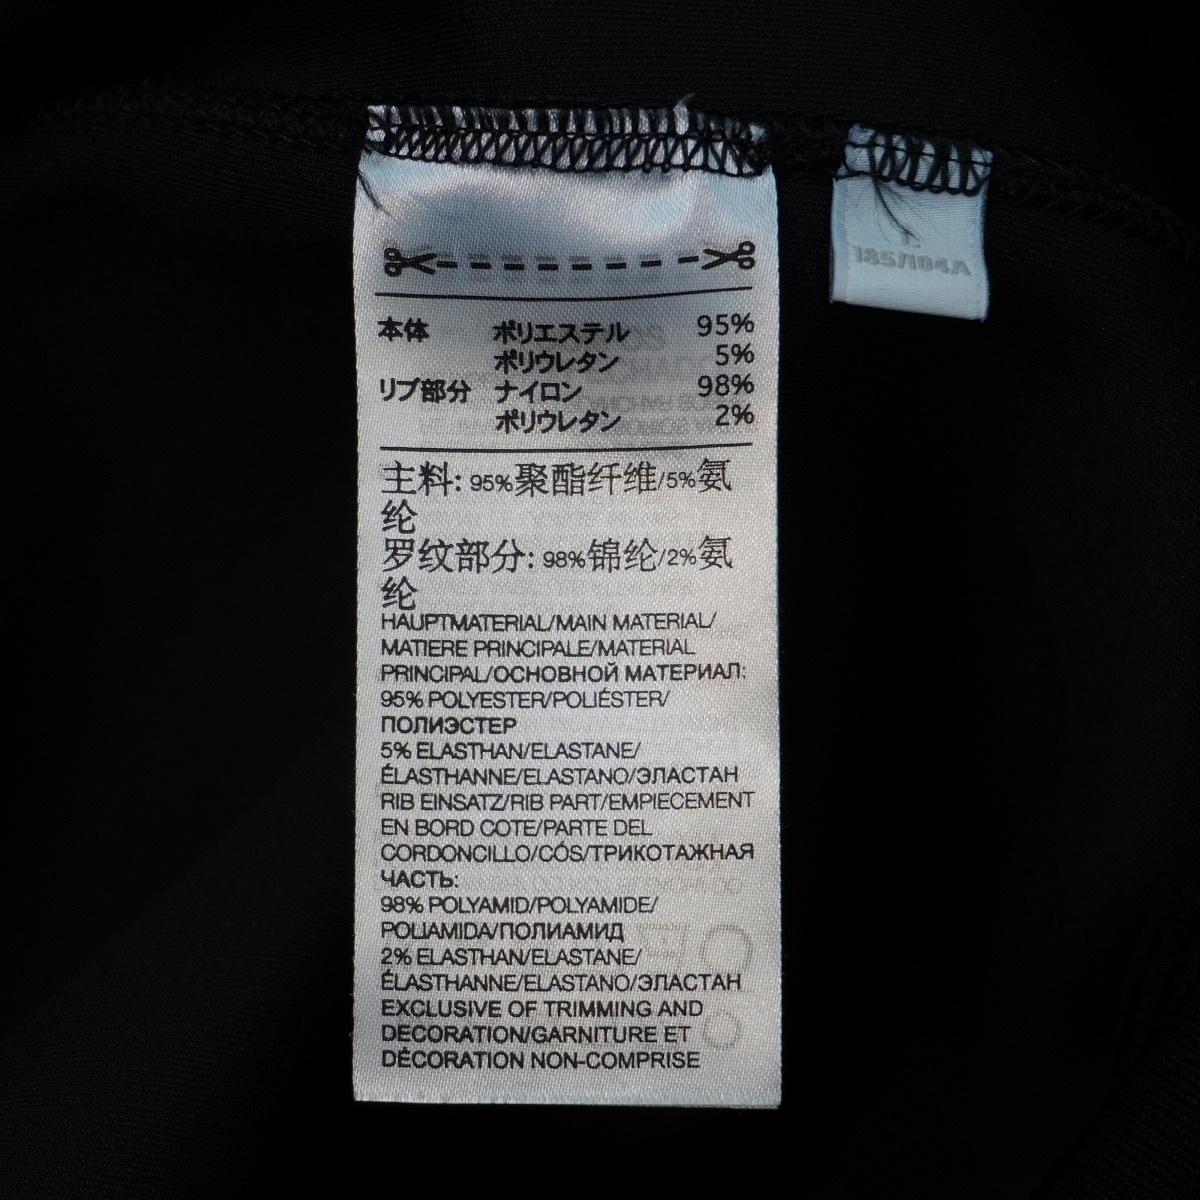 本体 ポリエステル 95%
ポリウレタン 5%
リブ部分 ナイロン 98%
ポリウレタン 2%
主料: 95%聚酯纤维/5%氨
纶
罗纹部分: 98%锦纶/2%氨
纶
HAUPTMATERIAL/MAIN MATERIAL/
MATIERE PRINCIPALE/MATERIAL
PRINCIPAL/ОСНОВНОЙ МАТЕРИАЛ:
95% POLYESTER/POLIÉSTER/
ПОЛИЭСТЕР
5% ELASTHAN/ELASTANE/
ÉLASTHANNE/ELASTANO/ЭЛАСТАН
RIB EINSATZ/RIB PART/EMPIECEMENT
EN BORD COTE/PARTE DEL
CORDONCILLO/CÓS/ТРИКОТАЖНАЯ
ЧАСТЬ:
98% POLYAMID/POLYAMIDE/
POLIAMIDA/ПОЛИАМИД
2% ELASTHAN/ELASTANE/
ÉLASTHANNE/ELASTANO/ЭЛАСТАН
EXCLUSIVE OF TRIMMING AND
DECORATION/GARNITURE ET
DÉCORATION NON-COMPRISE
L
185/104A